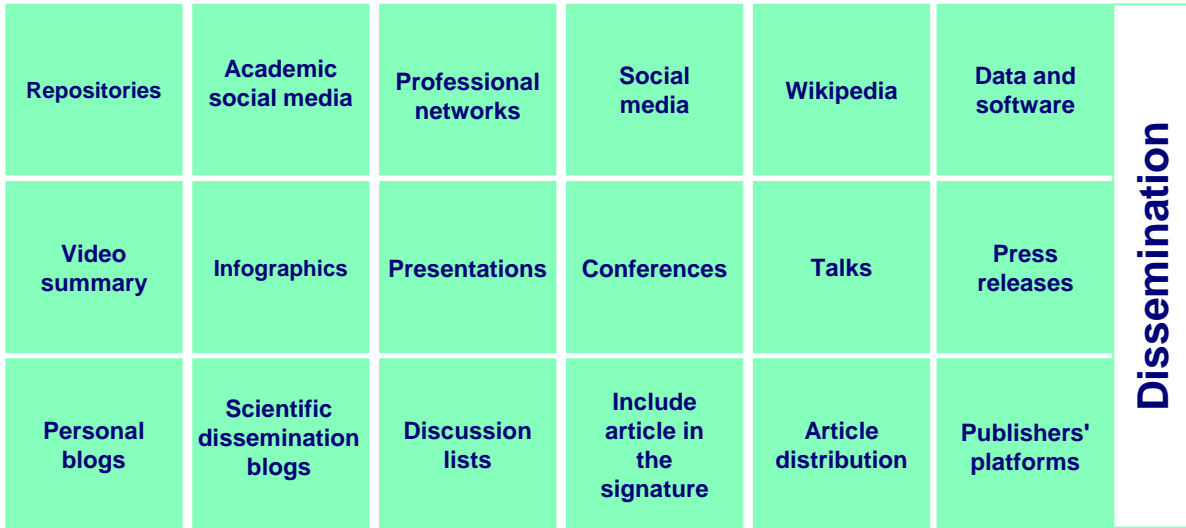 Repositories
Academic
social media
Professional
networks
Social
media
Wikipedia
Data and
software
Video
summary
Infographics
Presentations
Conferences
Talks
Press
releases
Personal
blogs
Scientific
dissemination
blogs
Discussion
lists
Include
article in
the
signature
Article
distribution
Publishers'
platforms
Dissemination